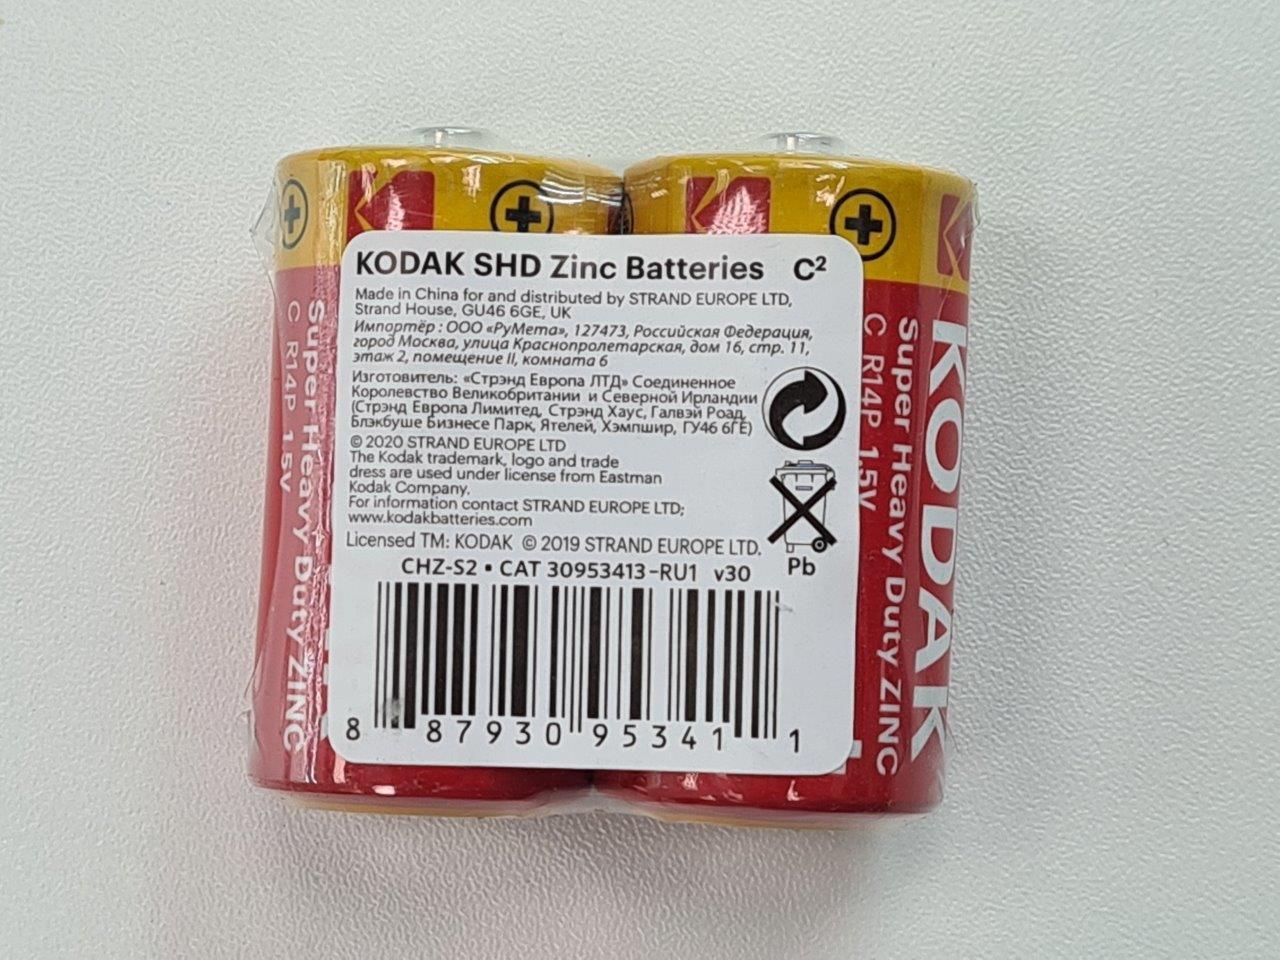 KODAK SHD Zinc Batteries C²
Made in China for and distributed by STRAND EUROPE LTD,
Strand House, GU46 6GE, UK
Импортёр : ООО «РуМета», 127473, Российская Федерация,
город Москва, улица Краснопролетарская, дом 16, стр. 11,
этаж 2, помещение II, комната 6
Изготовитель: «Стрэнд Европа ЛТД» Соединенное
Королевство Великобритании и Северной Ирландии
(Стрэнд Европа Лимитед, Стрэнд Хаус, Галвэй Роад,
Блэкбуше Бизнесе Парк, Ятелей, Хэмпшир, ГУ46 6ГЕ)
© 2020 STRAND EUROPE LTD
The Kodak trademark, logo and trade
dress are used under license from Eastman
Kodak Company.
For information contact STRAND EUROPE LTD;
www.kodakbatteries.com
Licensed TM: KODAK © 2019 STRAND EUROPE LTD.
CHZ-S2 • CAT 30953413-RU1 v30
Pb
8 87930 95341 1
Super Heavy Duty ZINC
C R14P 1.5V
KODAK
Super Heavy Duty ZINC
C R14P 1.5V